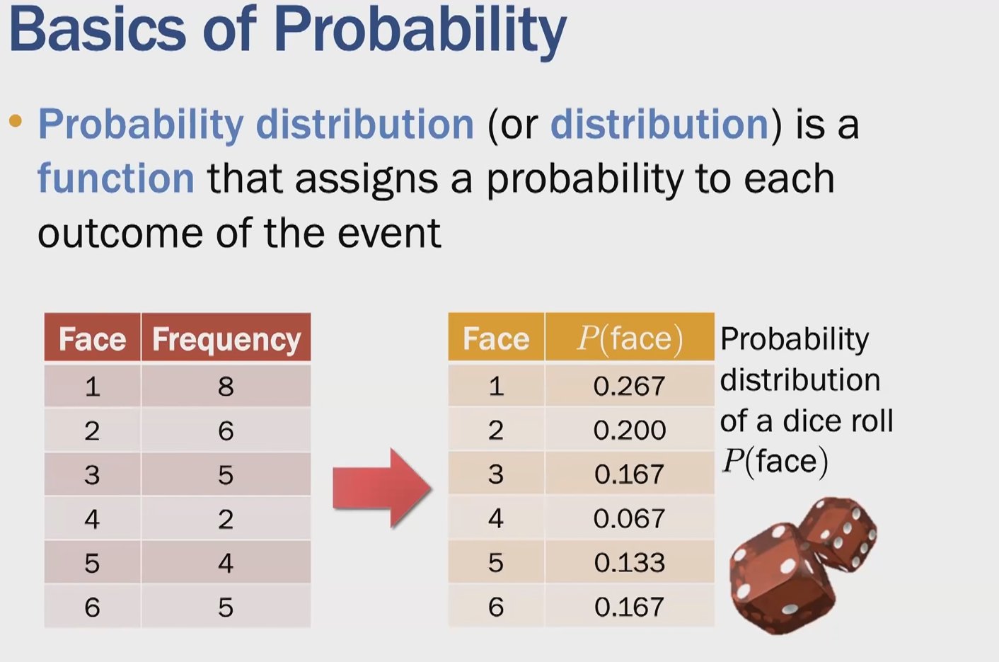 Basics of Probability
• Probability distribution (or distribution) is a
function that assigns a probability to each
outcome of the event
Face Frequency
1 8
2 6
3 5
4 2
5 4
6 5
Face P(face)
1 0.267
2 0.200
3 0.167
4 0.067
5 0.133
6 0.167
Probability
distribution
of a dice roll
P(face)